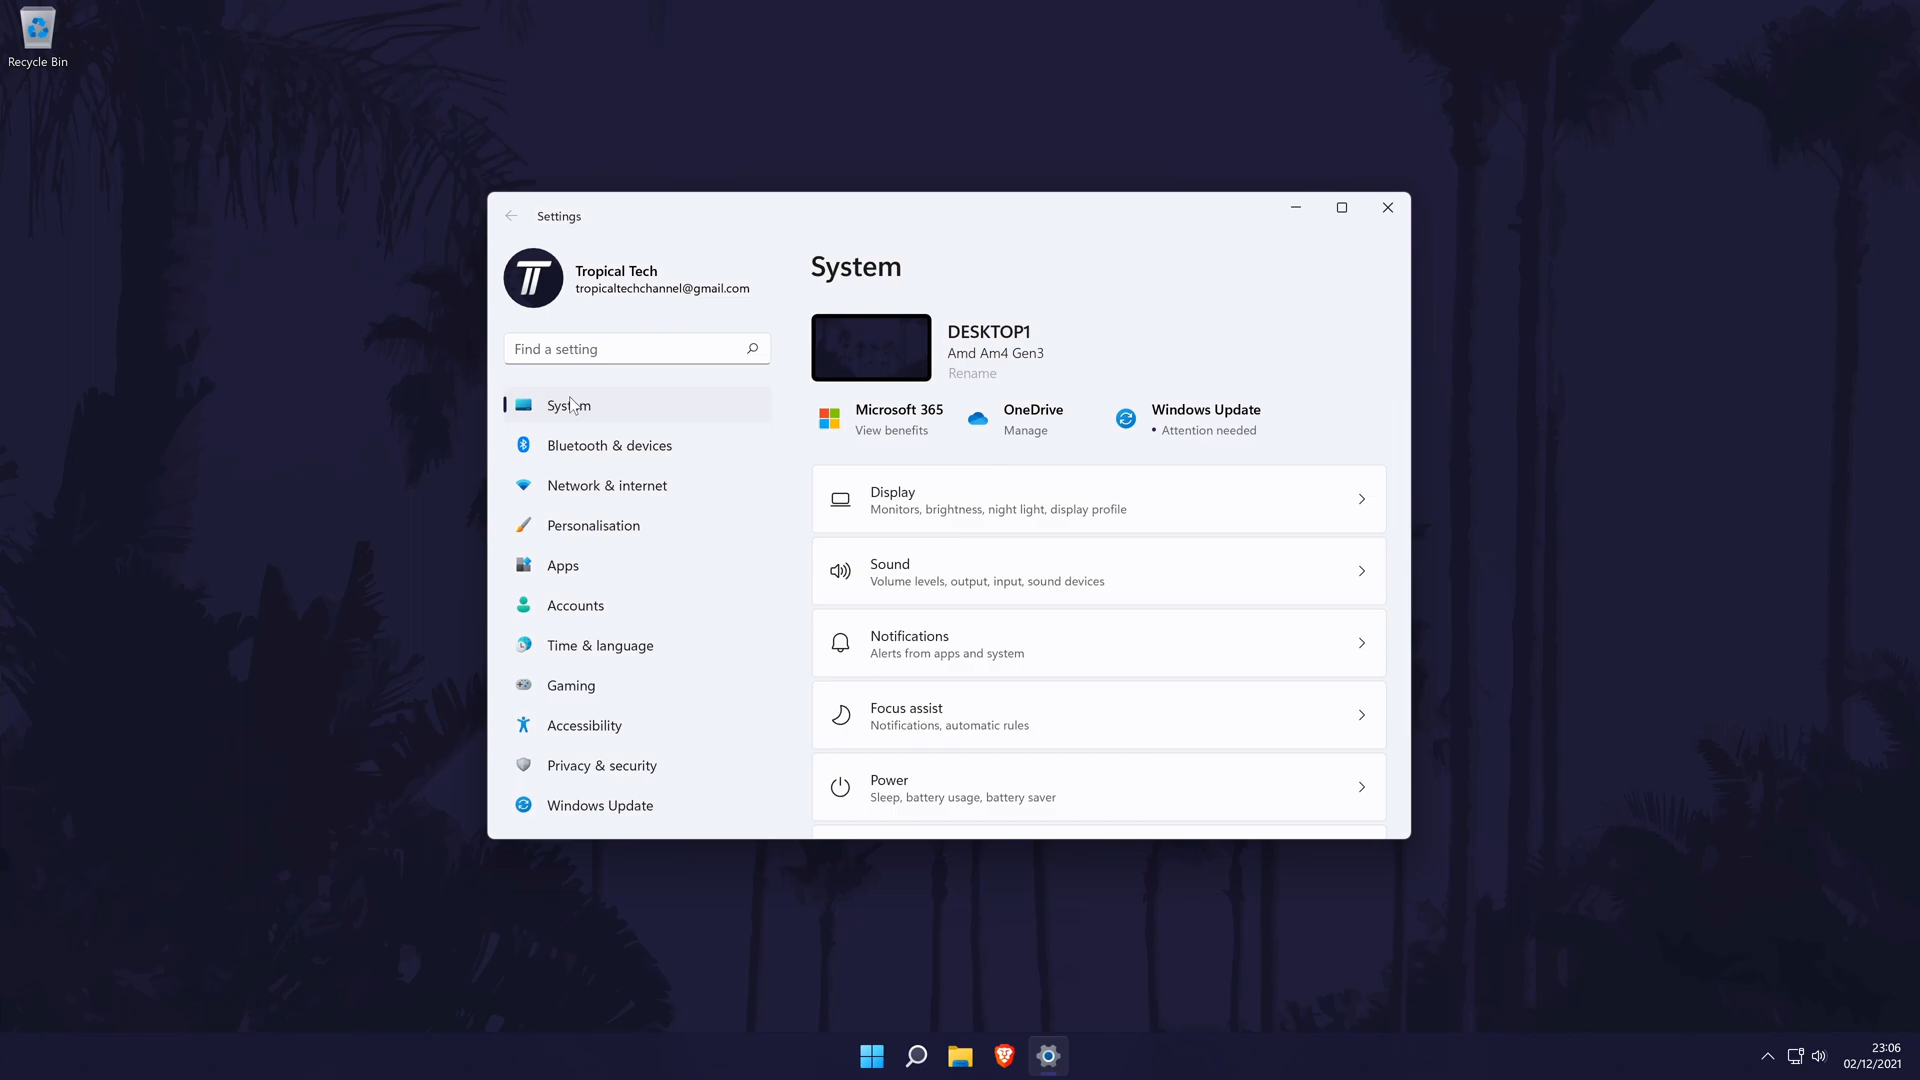 Recycle Bin
Settings
Tropical Tech
tropicaltechchannel@gmail.com
Find a setting
System
Bluetooth & devices
Network & internet
Personalisation
Apps
Accounts
Time & language
Gaming
Accessibility
Privacy & security
Windows Update
System
DESKTOP1
Amd Am4 Gen3
Rename
Microsoft 365
View benefits
OneDrive
Manage
Windows Update
• Attention needed
Display
Monitors, brightness, night light, display profile
Sound
Volume levels, output, input, sound devices
Notifications
Alerts from apps and system
Focus assist
Notifications, automatic rules
Power
Sleep, battery usage, battery saver
23:06
02/12/2021